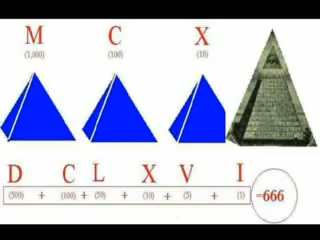 M C X
(1,000) (100) (10)
D C L X V I
(500) + (100) + (50) + (10) + (5) + (1) =666